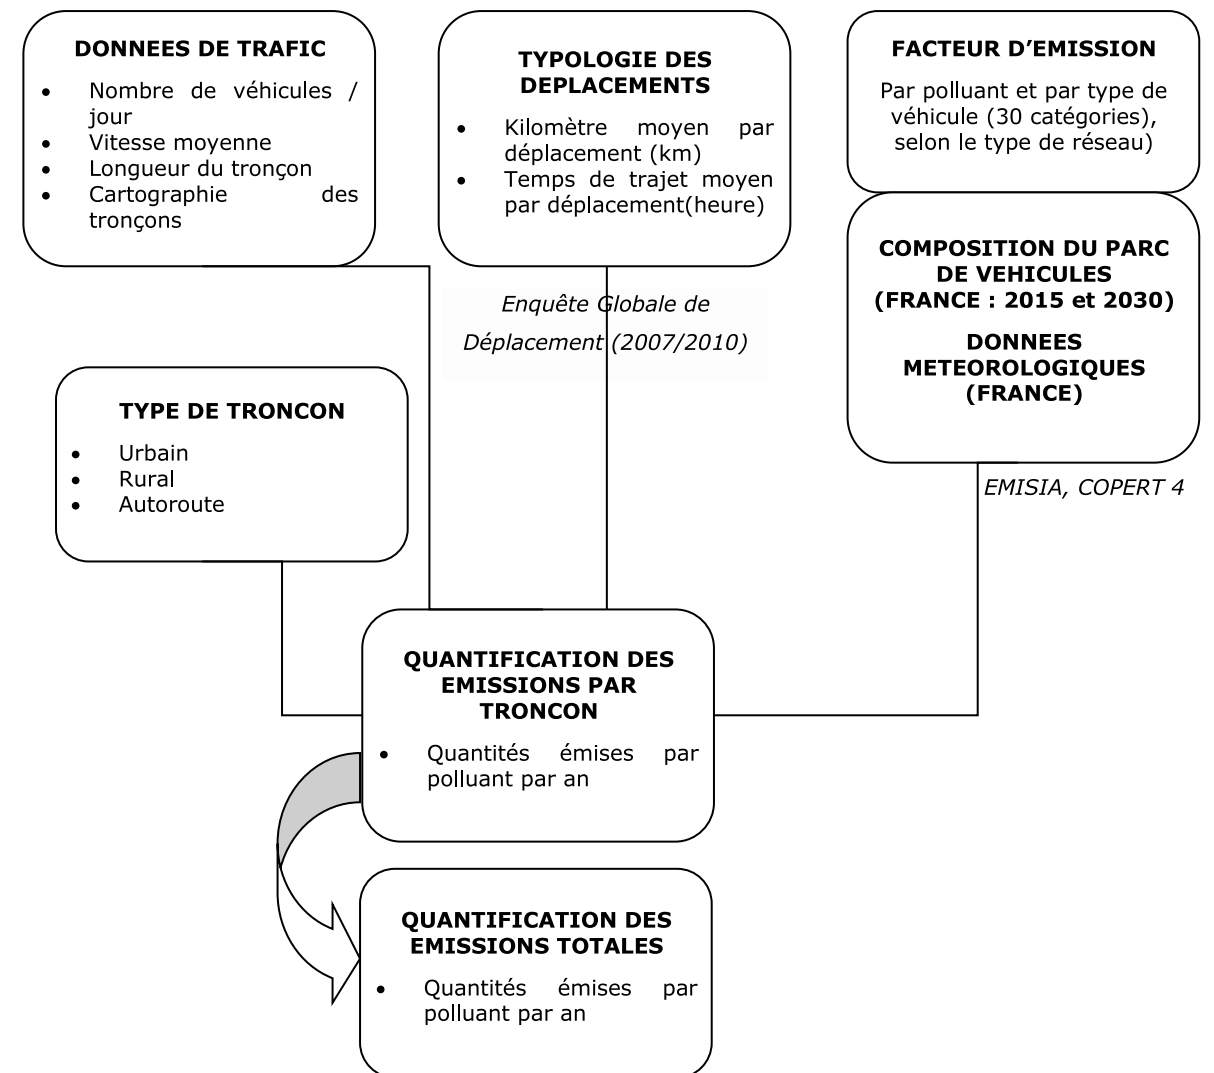 DONNEES DE TRAFIC
• Nombre de véhicules /
jour
• Vitesse moyenne
• Longueur du tronçon
• Cartographie des
tronçons
TYPOLOGIE DES
DEPLACEMENTS
• Kilomètre moyen par
déplacement (km)
• Temps de trajet moyen
par déplacement(heure)
Enquête Globale de
Déplacement (2007/2010)
FACTEUR D’EMISSION
Par polluant et par type de
véhicule (30 catégories),
selon le type de réseau)
COMPOSITION DU PARC
DE VEHICULES
(FRANCE : 2015 et 2030)
DONNEES
METEOROLOGIQUES
(FRANCE)
EMISIA, COPERT 4
TYPE DE TRONCON
• Urbain
• Rural
• Autoroute
QUANTIFICATION DES
EMISSIONS PAR
TRONCON
• Quantités émises par
polluant par an
QUANTIFICATION DES
EMISSIONS TOTALES
• Quantités émises par
polluant par an